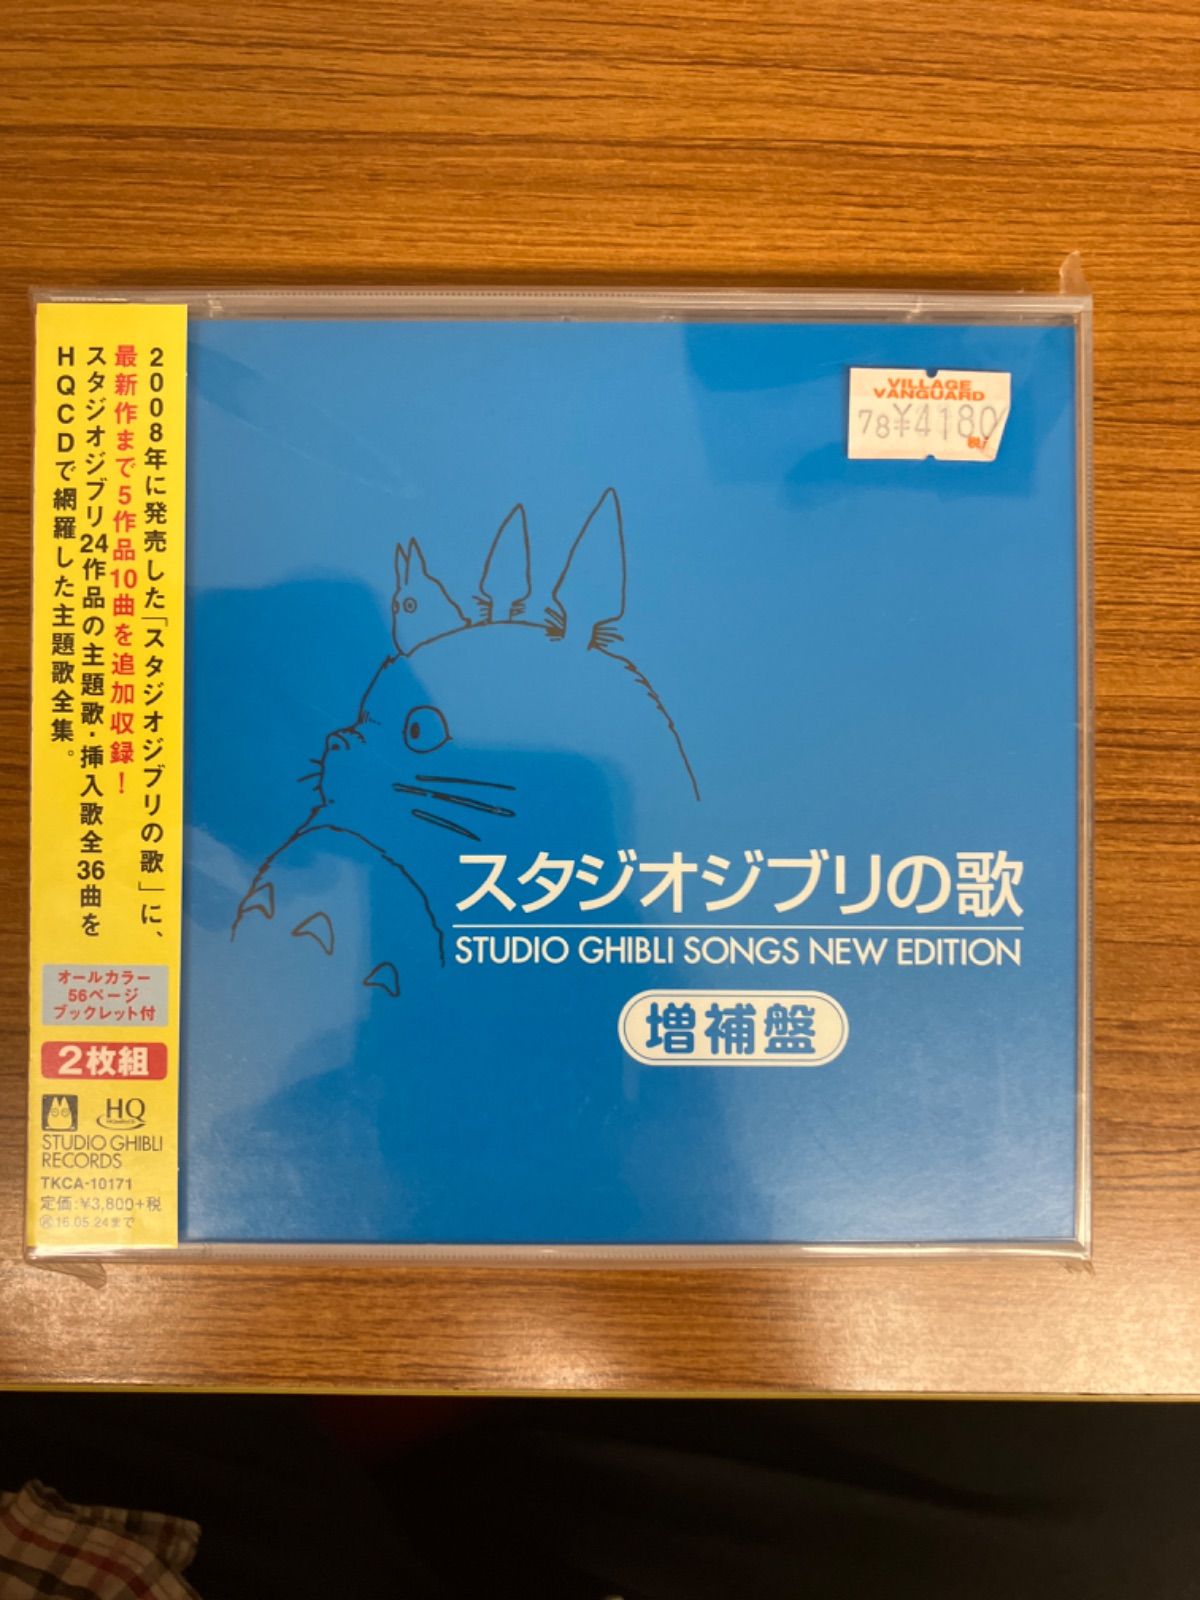 2008年に発売した「スタジオジブリの歌」に、
最新作まで5作品10曲を追加収録！
スタジオジブリ24作品の主題歌・挿入歌全36曲を
HQCDで網羅した主題歌全集。
オールカラー
56ページ
ブックレット付
2枚組
HQ
STUDIO GHIBLI
RECORDS
TKCA-10171
定価:¥3,800+税
16.05.24まで
VILLAGE
VANGUARD
78¥4180
スタジオジブリの歌
STUDIO GHIBLI SONGS NEW EDITION
増補盤